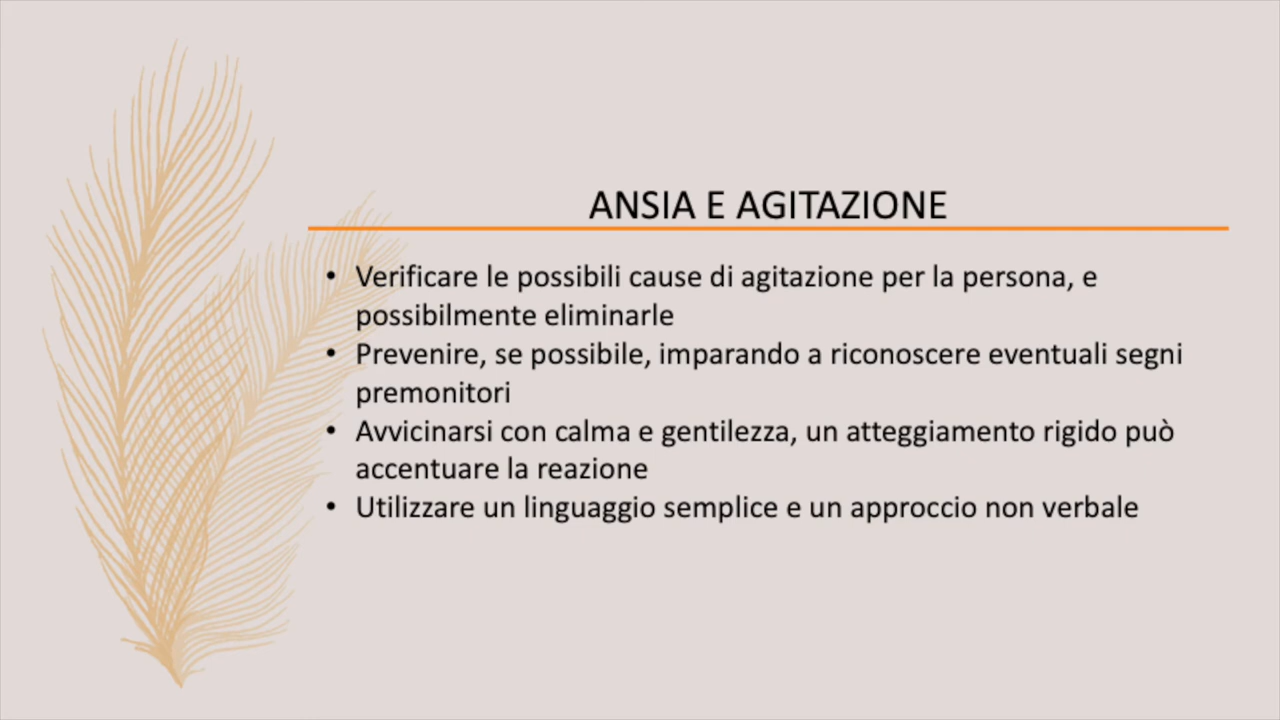 ANSIA E AGITAZIONE
• Verificare le possibili cause di agitazione per la persona, e
possibilmente eliminarle
• Prevenire, se possibile, imparando a riconoscere eventuali segni
premonitori
• Avvicinarsi con calma e gentilezza, un atteggiamento rigido può
accentuare la reazione
• Utilizzare un linguaggio semplice e un approccio non verbale